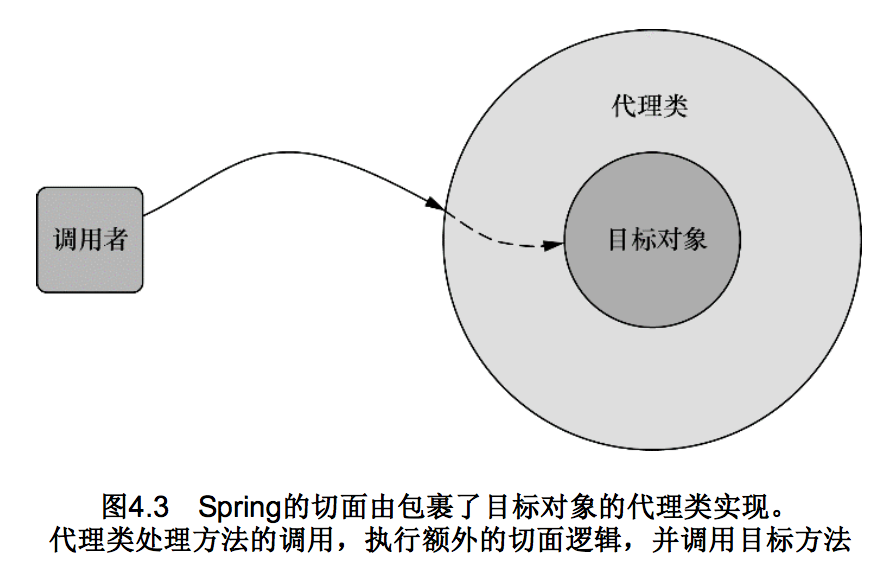 代理类
调用者
目标对象
图4.3 Spring的切面由包裹了目标对象的代理类实现。
代理类处理方法的调用，执行额外的切面逻辑，并调用目标方法